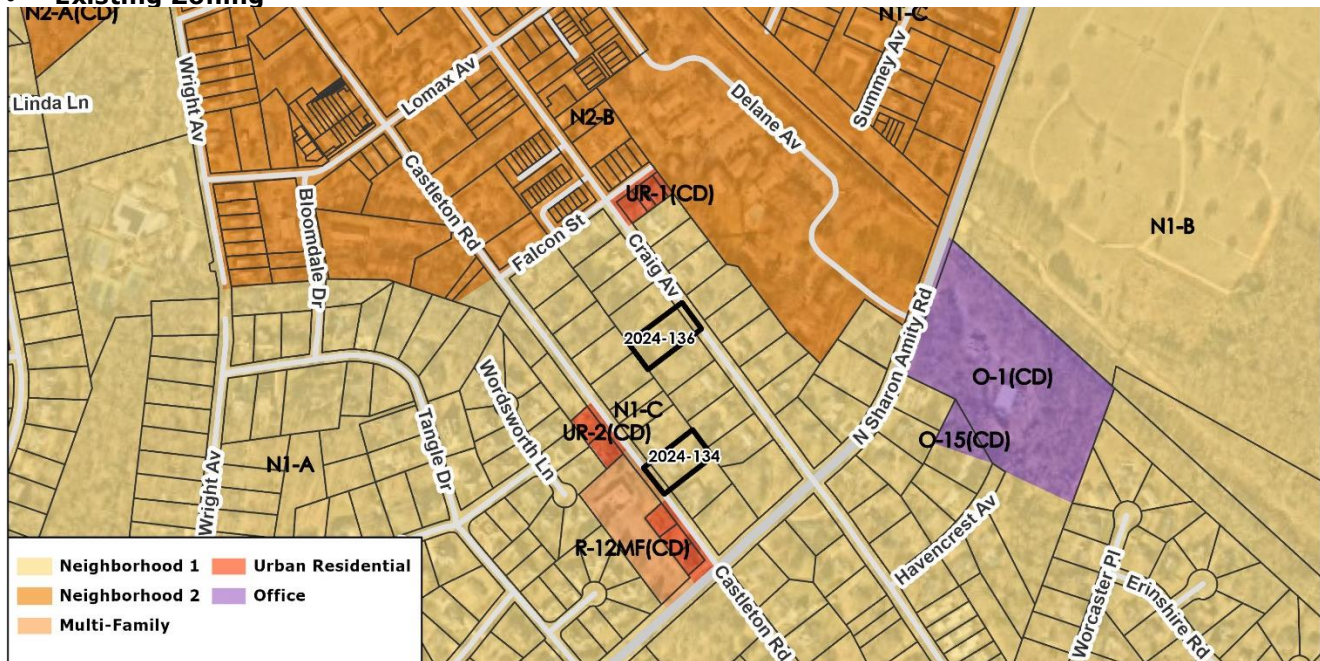 Existing Zoning
N2-A(CD)
N1-C
Linda Ln
Wright Av
Lomax Av
N2-B
Delane Av
Summey Av
Castleton Rd
Bloomdale Dr
UR-1(CD)
N1-B
Falcon St
Craig Av
2024-136
N Sharon Amity Rd
O-1(CD)
Wordsworth Ln
N1-C
UR-2(CD)
O-15(CD)
2024-134
Tangle Dr
N1-A
Wright Av
R-12MF(CD)
Havencrest Av
Castleton Rd
Worcaster Pl
Erinshire Rd
Neighborhood 1
Urban Residential
Neighborhood 2
Office
Multi-Family